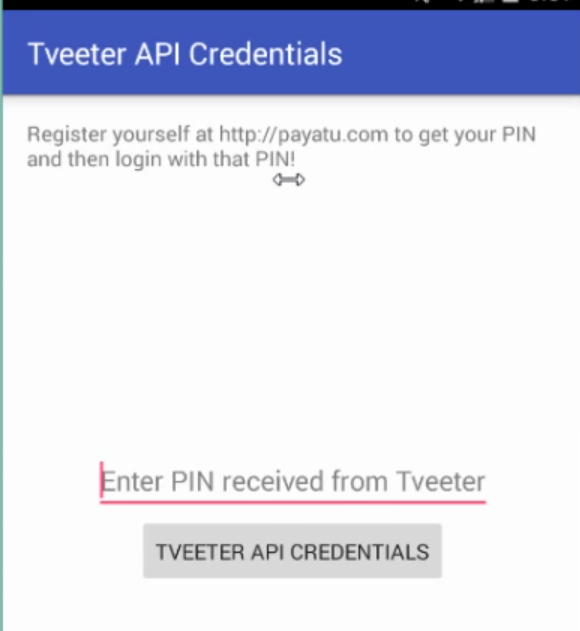 Tveeter API Credentials
Register yourself at http://payatu.com to get your PIN
and then login with that PIN!
Enter PIN received from Tveeter
TVEETER API CREDENTIALS